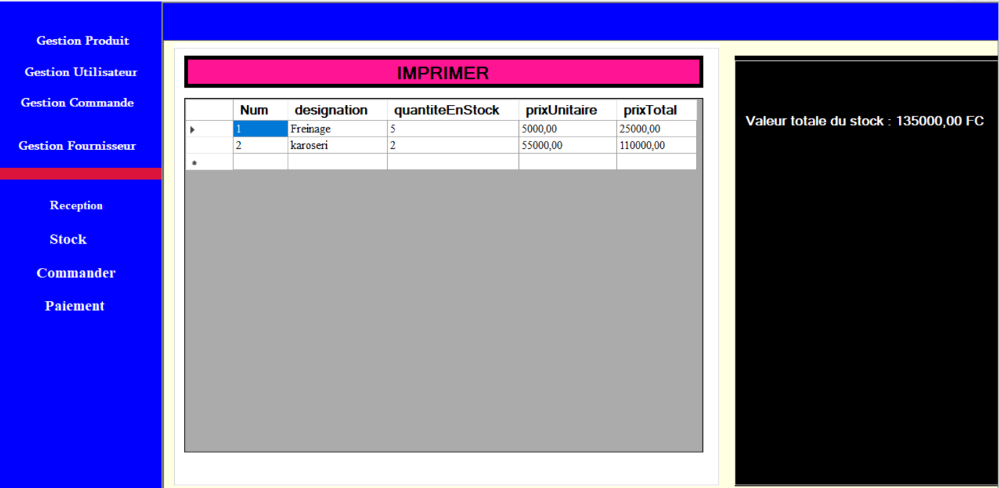 Gestion Produit
Gestion Utilisateur
Gestion Commande
Gestion Fournisseur
Reception
Stock
Commander
Paiement
IMPRIMER
Num designation quantiteEnStock prixUnitaire prixTotal
1 Freinage 5 5000,00 25000,00
2 karoseri 2 55000,00 110000,00
Valeur totale du stock : 135000,00 FC